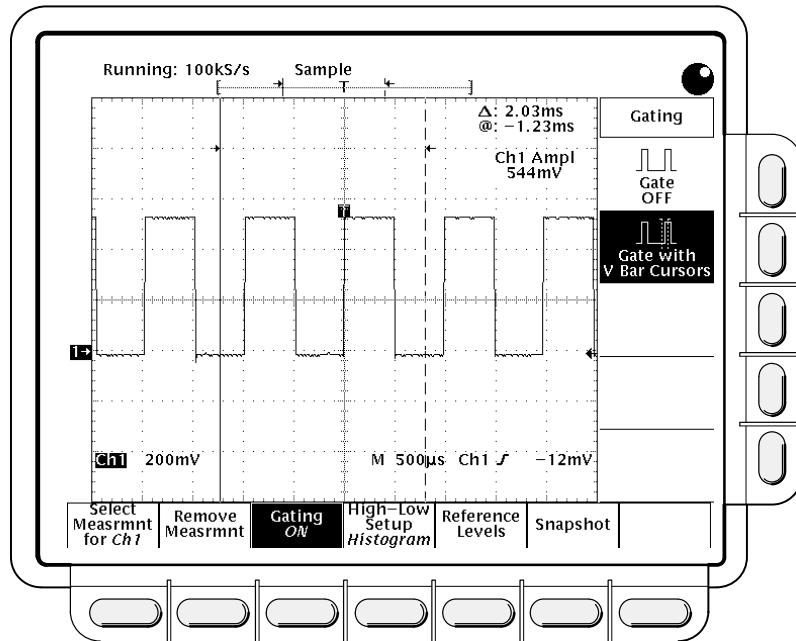 Running: 100kS/s Sample
T
Δ: 2.03ms
@: −1.23ms
Ch1 Ampl
544mV
T
1→
Ch1 200mV M 500µs Ch1 −12mV
Gating
Gate
OFF
Gate with
V Bar Cursors
Select
Measrmnt
for Ch1
Remove
Measrmnt
Gating
ON
High−Low
Setup
Histogram
Reference
Levels
Snapshot